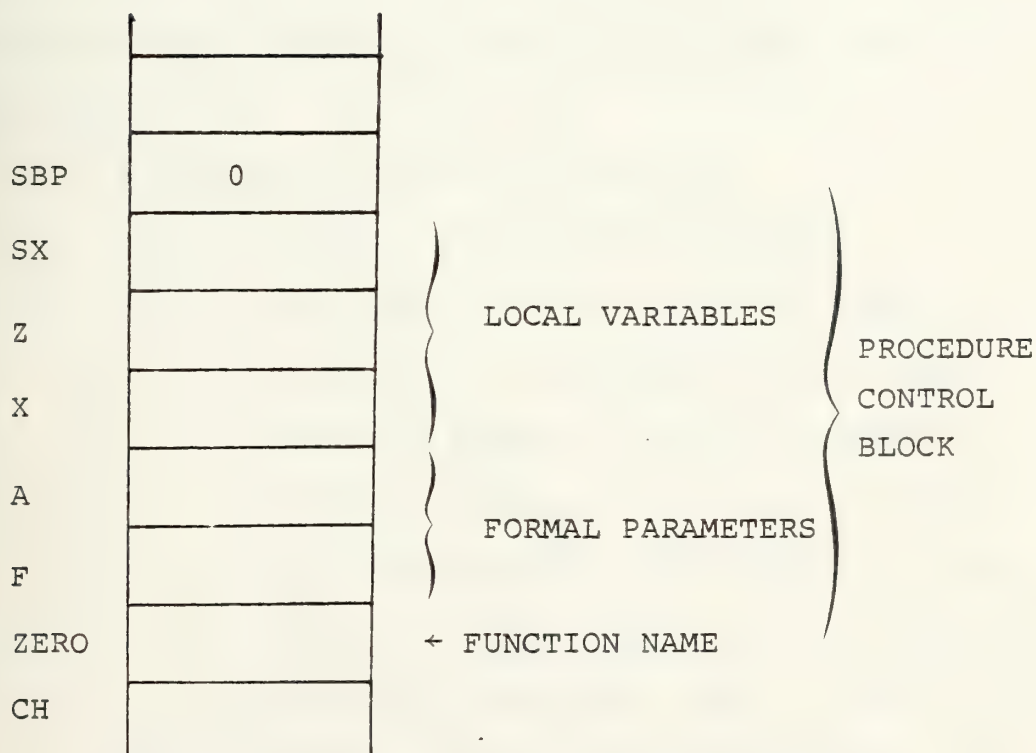 SBP 0
SX
Z LOCAL VARIABLES
PROCEDURE
X CONTROL
BLOCK
A
FORMAL PARAMETERS
F
ZERO ← FUNCTION NAME
CH